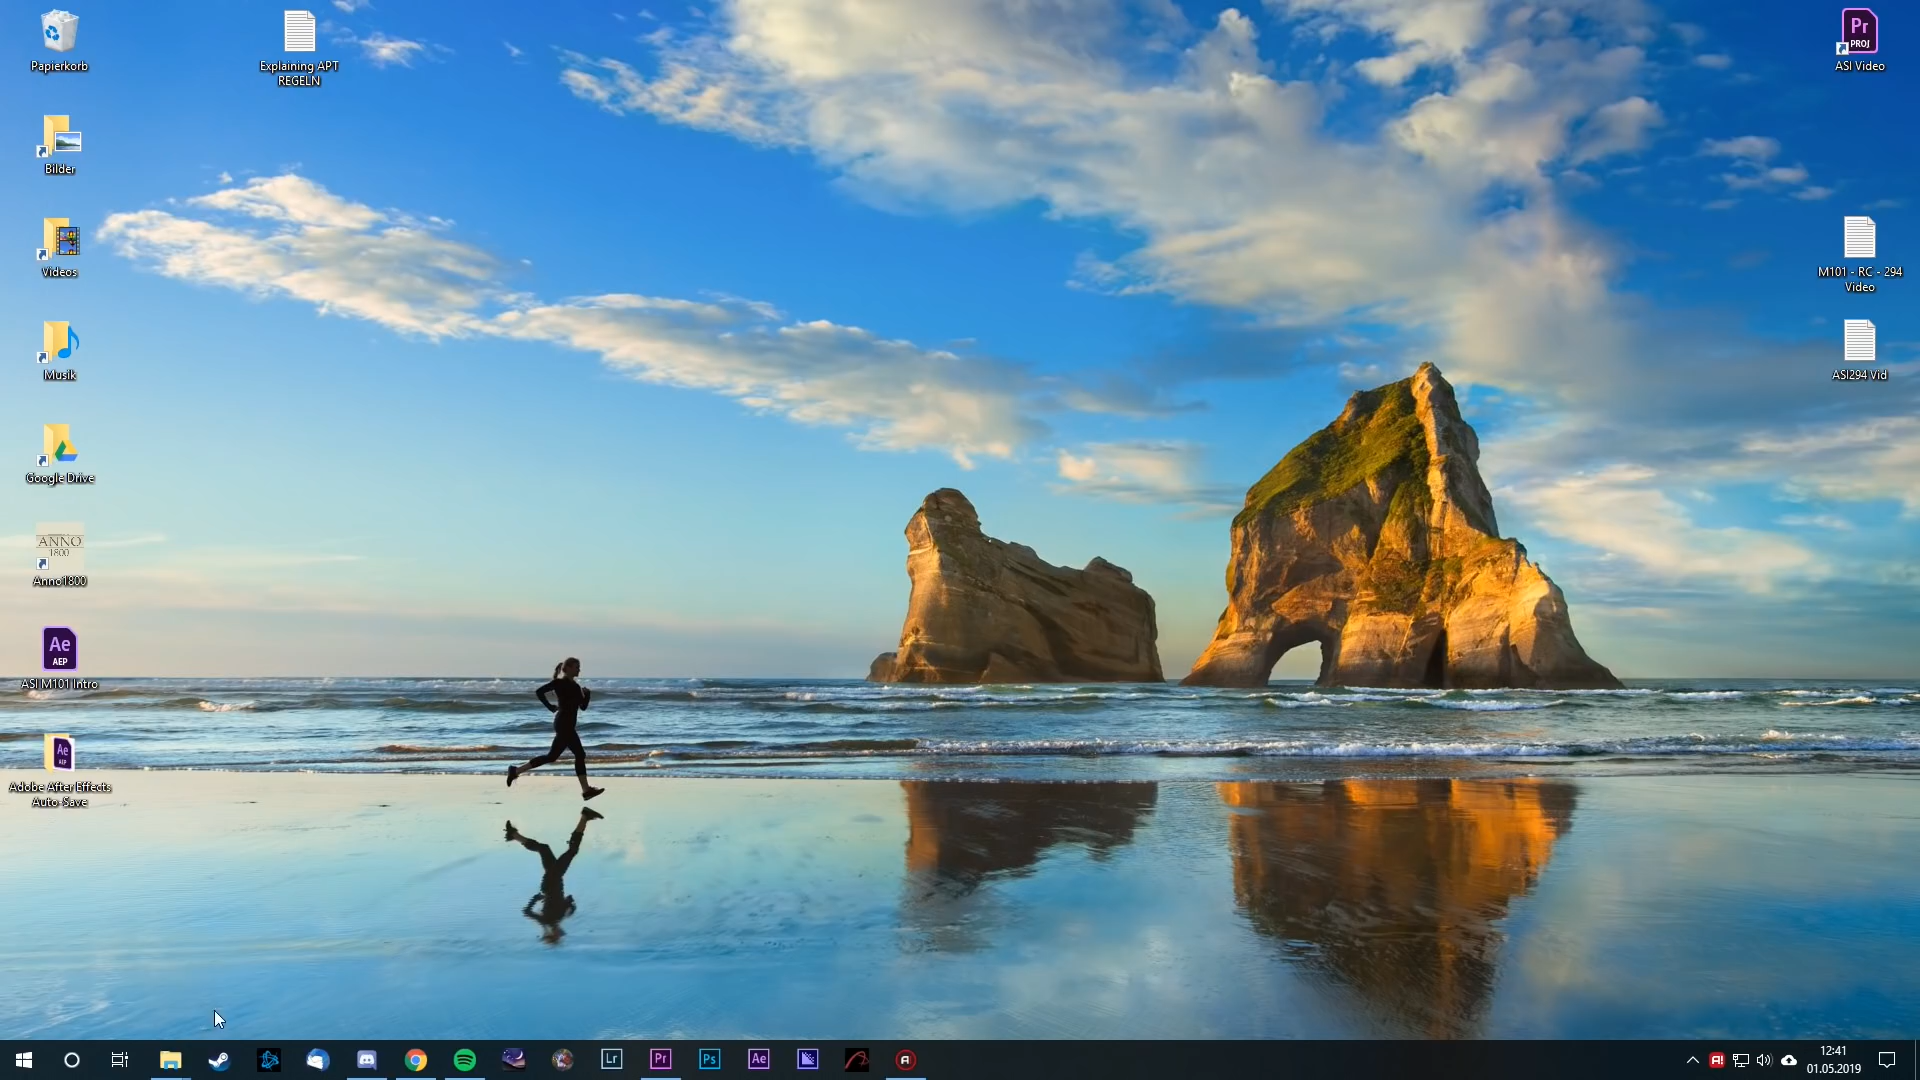 Papierkorb
Explaining APT
REGELN
Pr
PROJ
ASI Video
Bilder
Videos
M101 - RC - 294
Video
Musik
ASI294 Vid
Google Drive
ANNO
1800
Anno1800
Ae
AEP
ASI M101 Intro
Ae
AEP
Adobe After Effects
Auto-Save
Lr
Pr
Ps
Ae
12:41
01.05.2019